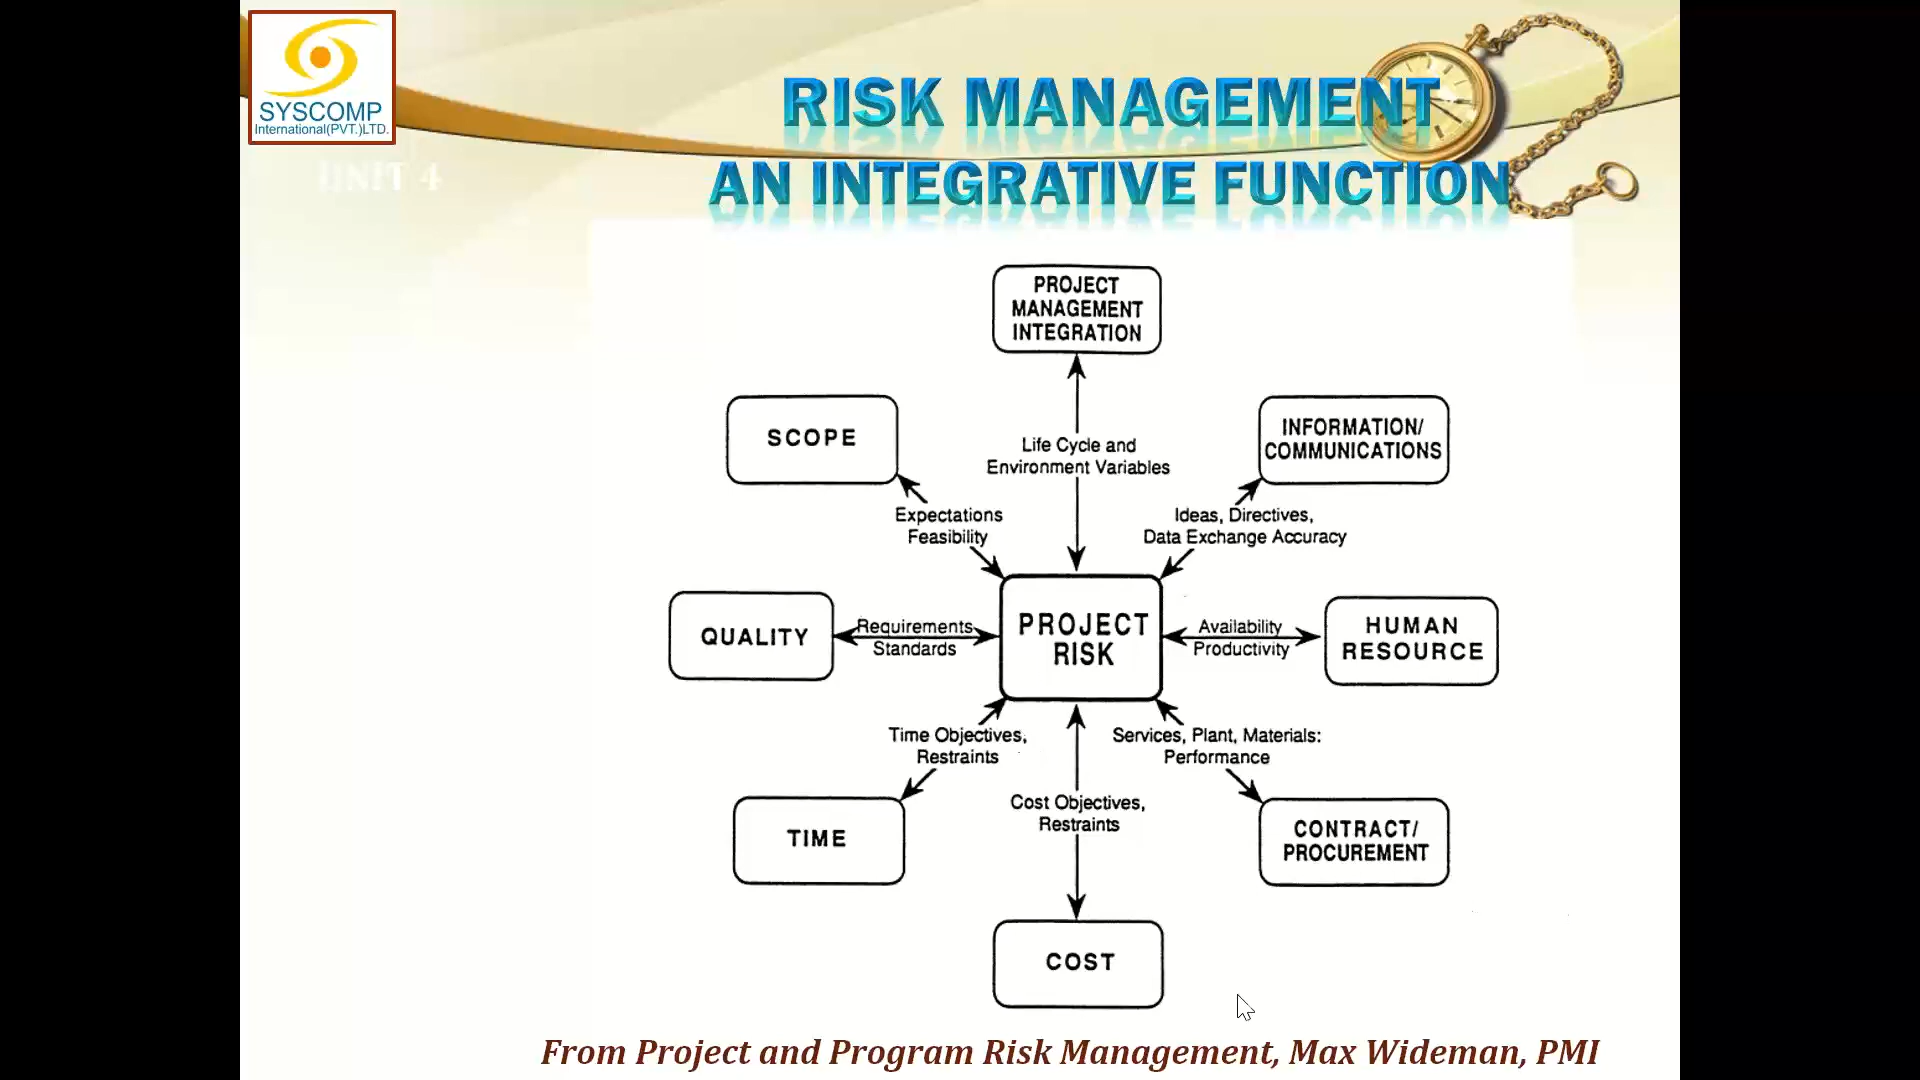 SYSCOMP
International(PVT.)LTD.
UNIT 4
RISK MANAGEMENT
AN INTEGRATIVE FUNCTION
PROJECT
MANAGEMENT
INTEGRATION
SCOPE
INFORMATION/
COMMUNICATIONS
Life Cycle and
Environment Variables
Expectations
Feasibility
Ideas, Directives,
Data Exchange Accuracy
QUALITY
Requirements
Standards
PROJECT
RISK
Availability
Productivity
HUMAN
RESOURCE
Time Objectives,
Restraints
Services, Plant, Materials:
Performance
Cost Objectives,
Restraints
TIME
CONTRACT/
PROCUREMENT
COST
From Project and Program Risk Management, Max Wideman, PMI